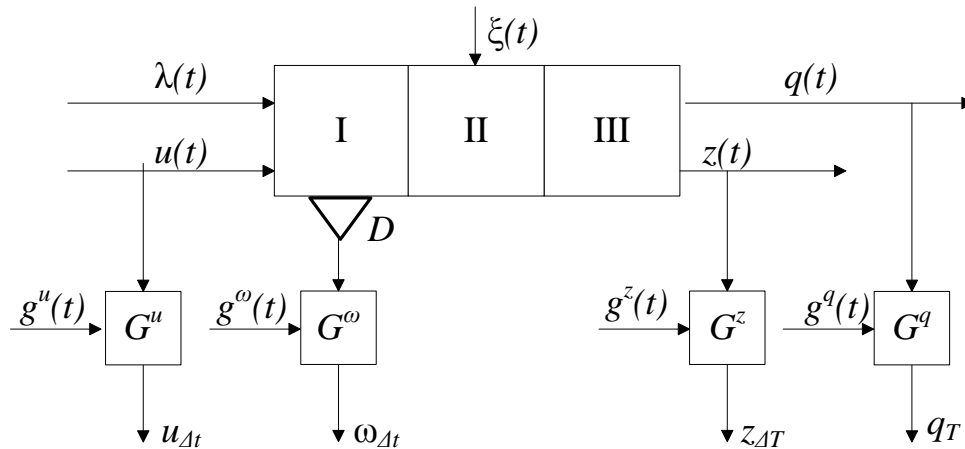 ξ(t)
λ(t) q(t)
I II III
u(t) z(t)
D
g^u(t) g^ω(t) g^z(t) g^q(t)
G^u G^ω G^z G^q
u_Δt ω_Δt z_ΔT q_T